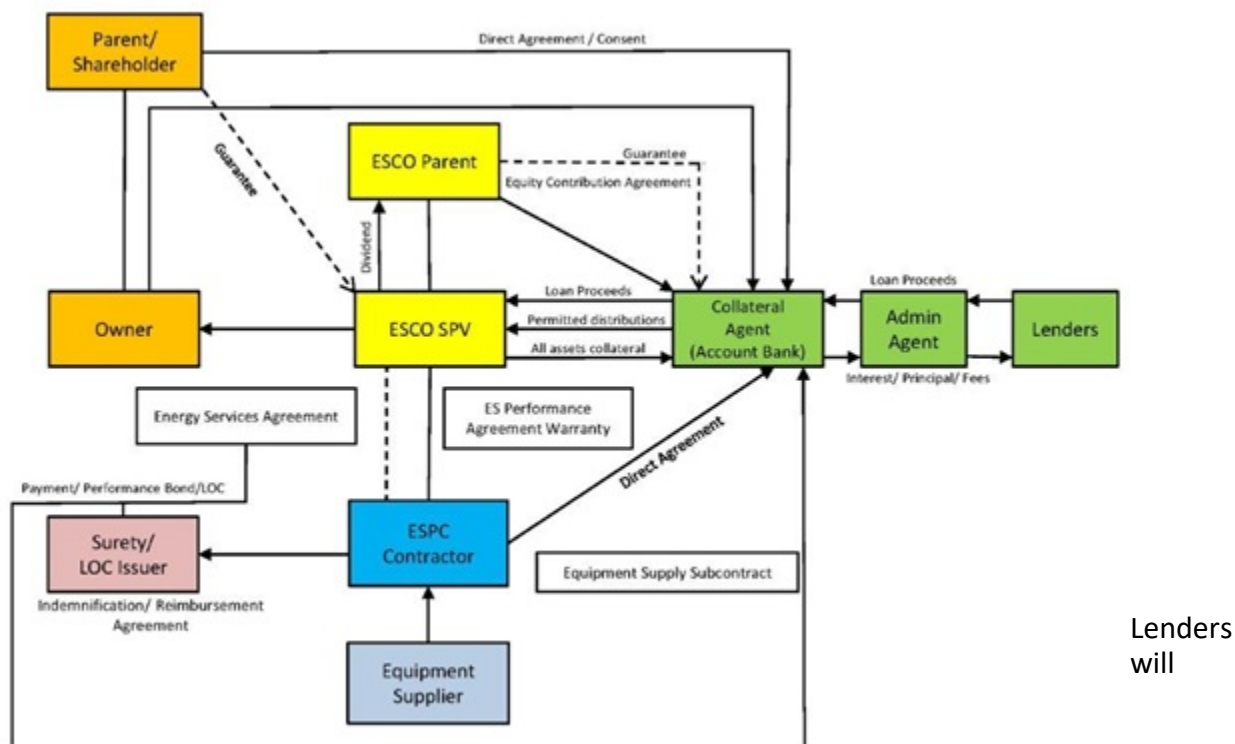 Parent/
Shareholder
Direct Agreement / Consent
Guarantee
ESCO Parent
Guarantee
Equity Contribution Agreement
Dividend
Owner
ESCO SPV
Loan Proceeds
Permitted distributions
All assets collateral
Collateral
Agent
(Account Bank)
Loan Proceeds
Admin
Agent
Lenders
Interest/ Principal/ Fees
Energy Services Agreement
ES Performance
Agreement Warranty
Direct Agreement
Payment/ Performance Bond/LOC
Surety/
LOC Issuer
ESPC
Contractor
Equipment Supply Subcontract
Indemnification/ Reimbursement
Agreement
Equipment
Supplier
Lenders
will